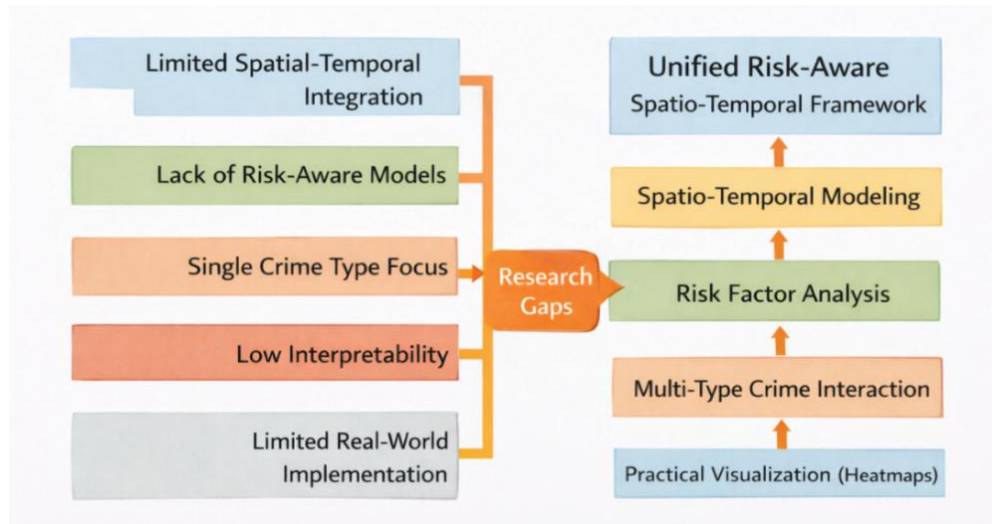 Limited Spatial-Temporal
Integration
Lack of Risk-Aware Models
Single Crime Type Focus
Low Interpretability
Limited Real-World
Implementation
Research
Gaps
Unified Risk-Aware
Spatio-Temporal Framework
Spatio-Temporal Modeling
Risk Factor Analysis
Multi-Type Crime Interaction
Practical Visualization (Heatmaps)